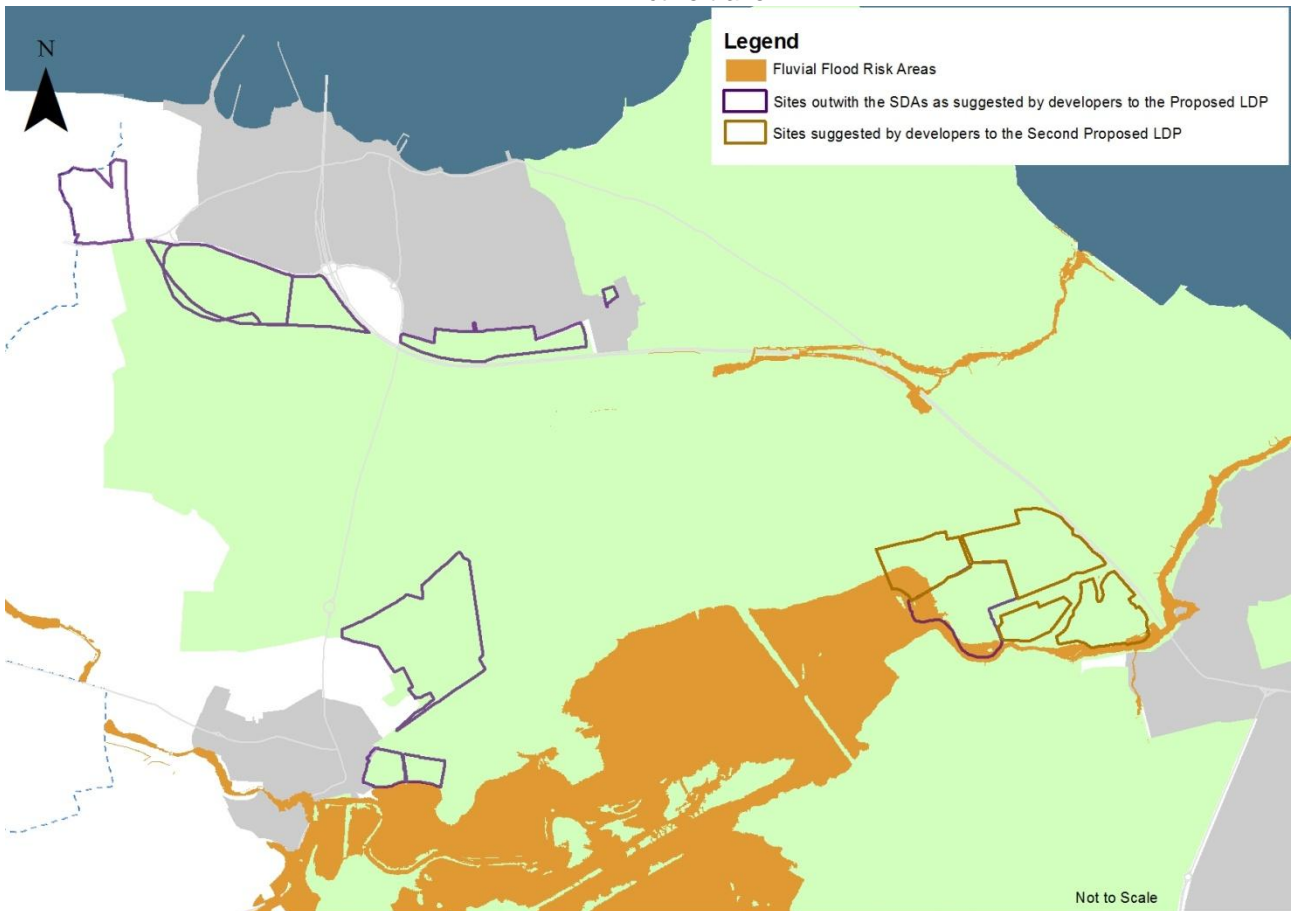 N
Legend
Fluvial Flood Risk Areas
Sites outwith the SDAs as suggested by developers to the Proposed LDP
Sites suggested by developers to the Second Proposed LDP
Not to Scale